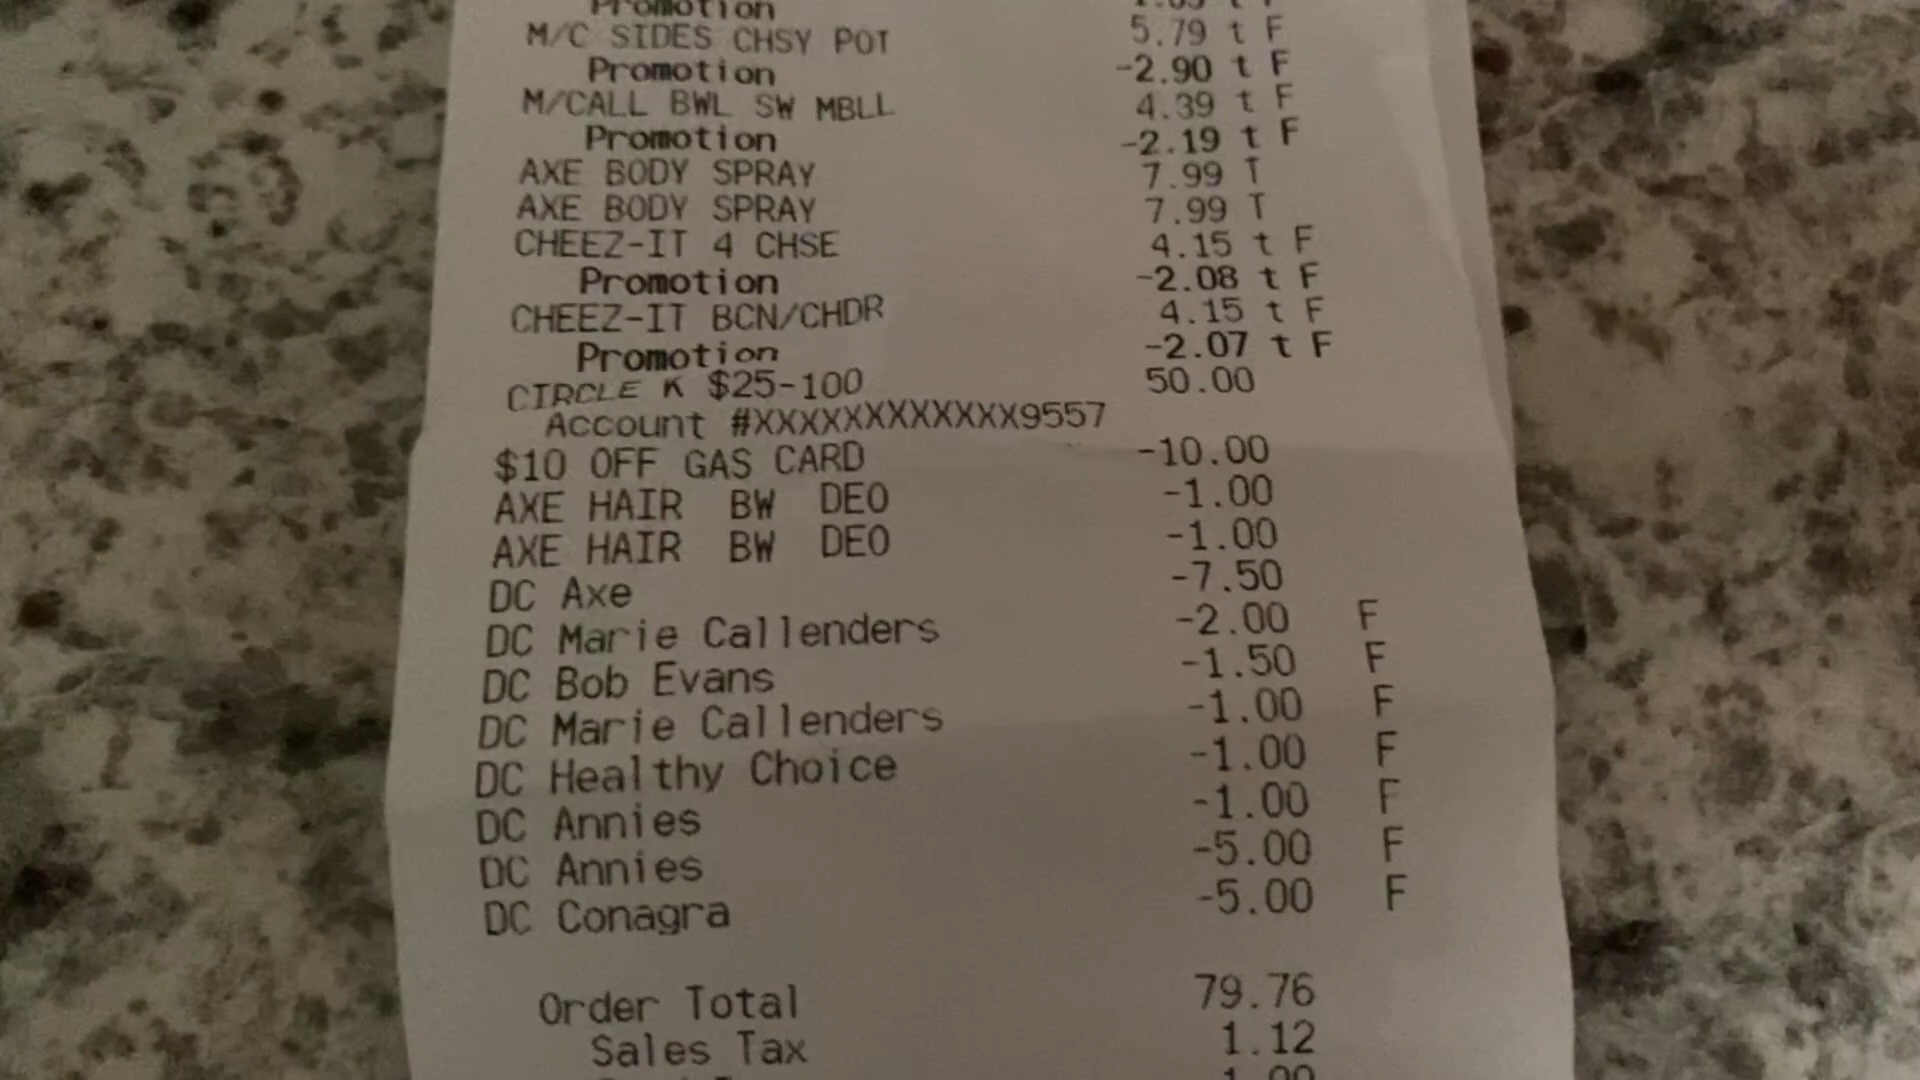 Promotion
M/C SIDES CHSY POT 5.79 t F
Promotion -2.90 t F
M/CALL BWL SW MBLL 4.39 t F
Promotion -2.19 t F
AXE BODY SPRAY 7.99 T
AXE BODY SPRAY 7.99 T
CHEEZ-IT 4 CHSE 4.15 t F
Promotion -2.08 t F
CHEEZ-IT BCN/CHDR 4.15 t F
Promotion -2.07 t F
CIRCLE K $25-100 50.00
Account #XXXXXXXXXXXX9557
$10 OFF GAS CARD -10.00
AXE HAIR BW DEO -1.00
AXE HAIR BW DEO -1.00
DC Axe -7.50
DC Marie Callenders -2.00 F
DC Bob Evans -1.50 F
DC Marie Callenders -1.00 F
DC Healthy Choice -1.00 F
DC Annies -1.00 F
DC Annies -5.00 F
DC Conagra -5.00 F
Order Total 79.76
Sales Tax 1.12